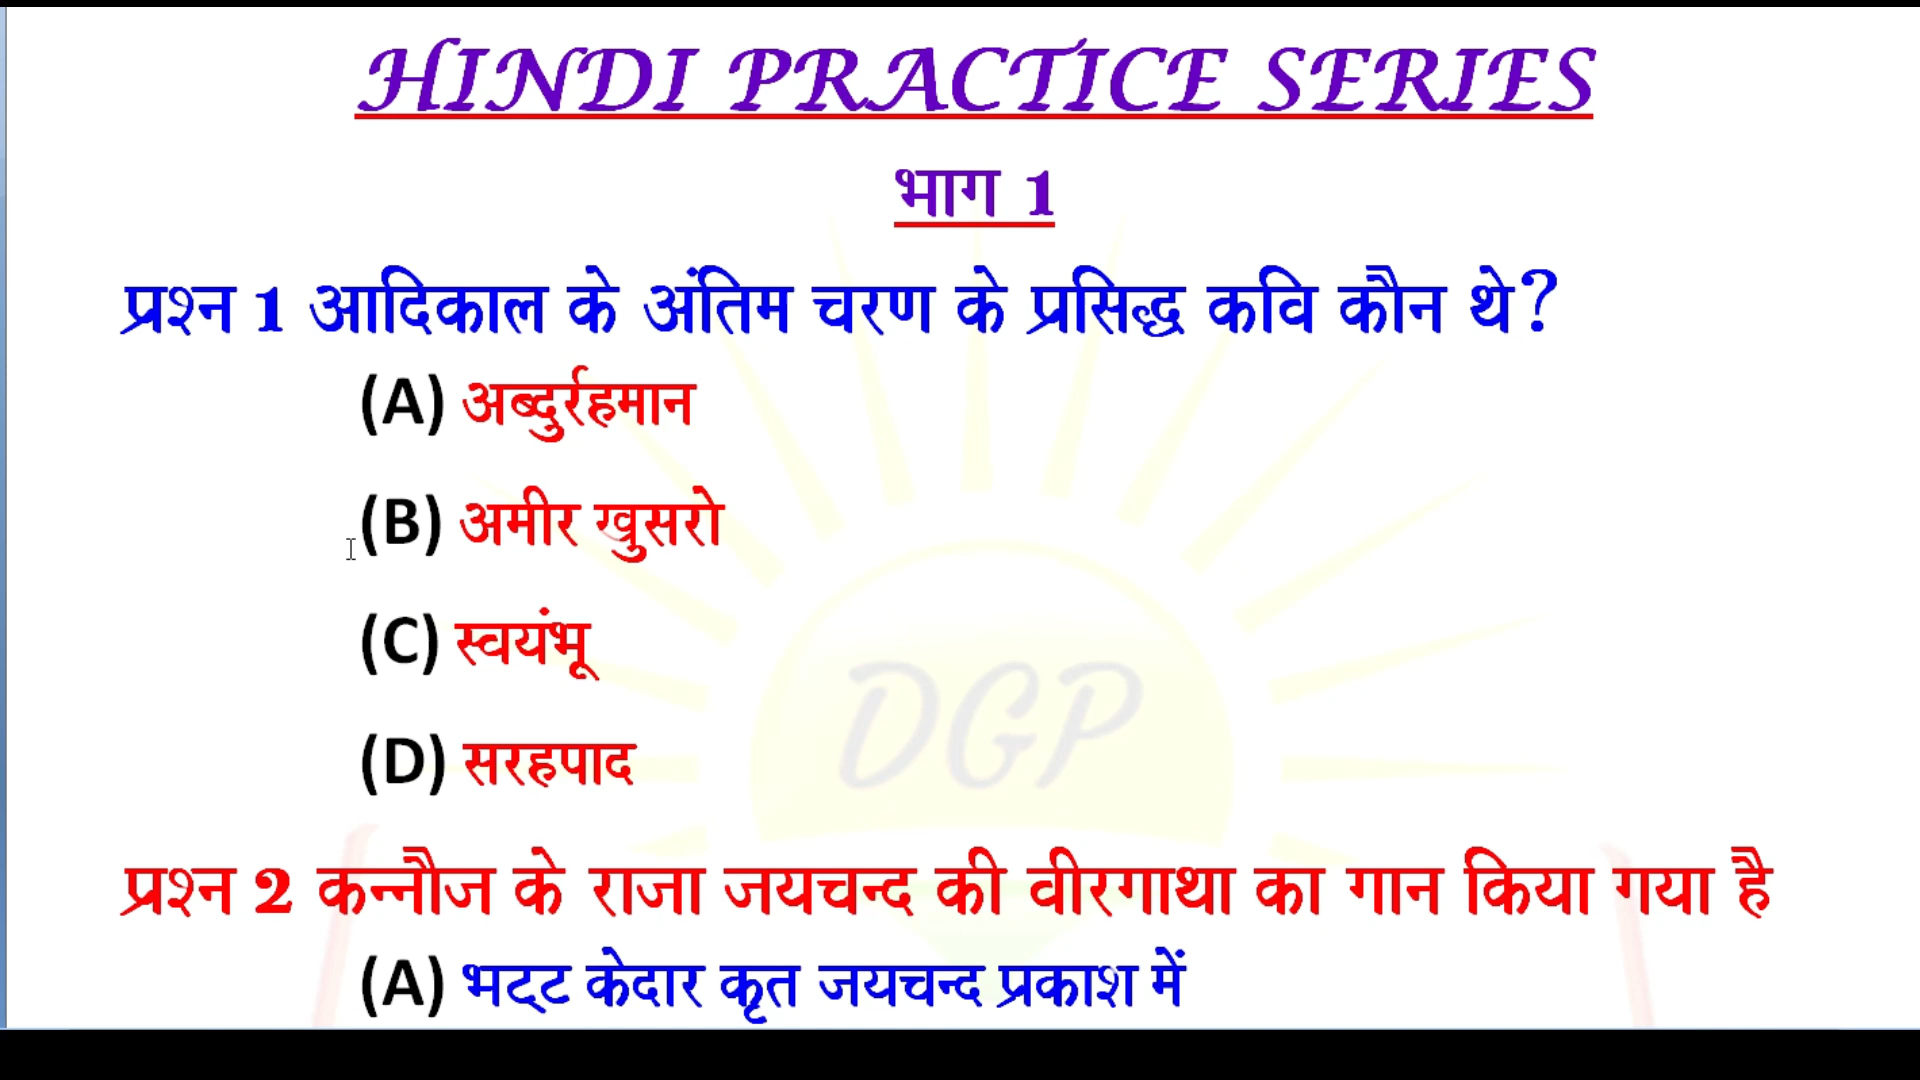 HINDI PRACTICE SERIES
भाग 1
प्रश्न 1 आदिकाल के अंतिम चरण के प्रसिद्ध कवि कौन थे?
(A) अब्दुर्रहमान
(B) अमीर खुसरो
(C) स्वयंभू
(D) सरहपाद
DGP
प्रश्न 2 कन्नौज के राजा जयचन्द की वीरगाथा का गान किया गया है
(A) भट्ट केदार कृत जयचन्द प्रकाश में